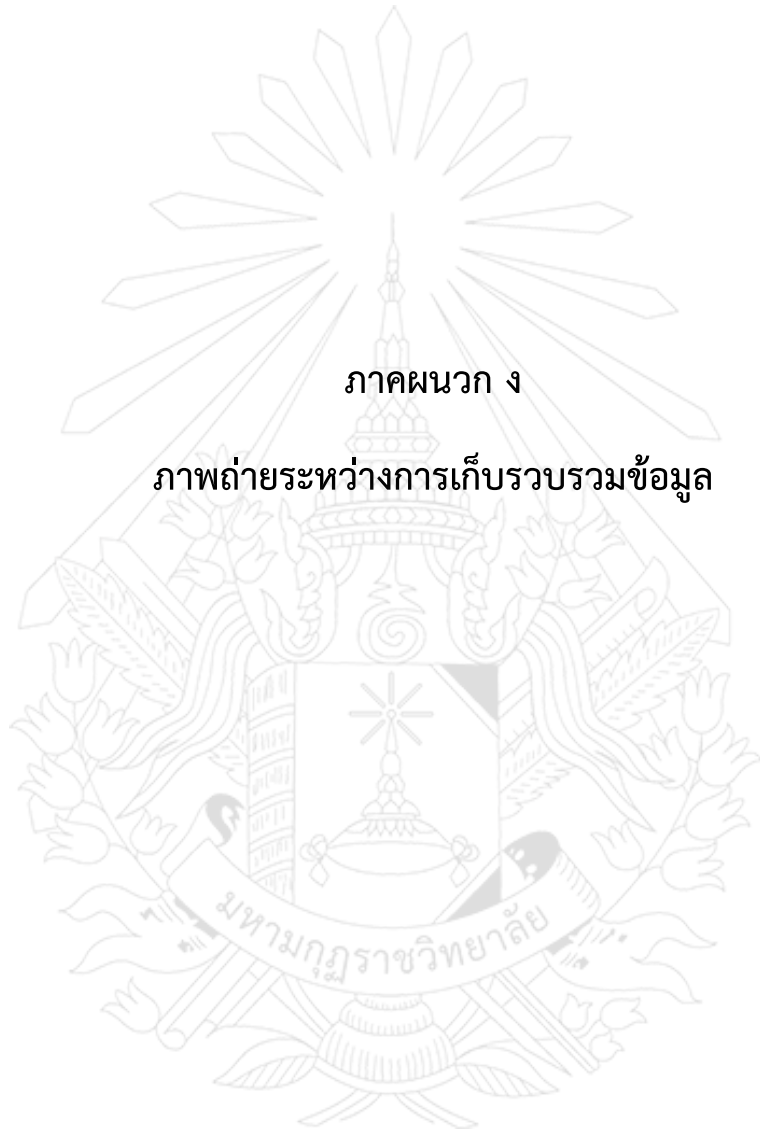 ภาคผนวก ง
ภาพถ่ายระหว่างการเก็บรวบรวมข้อมูล
มหามกุฏราชวิทยาลัย